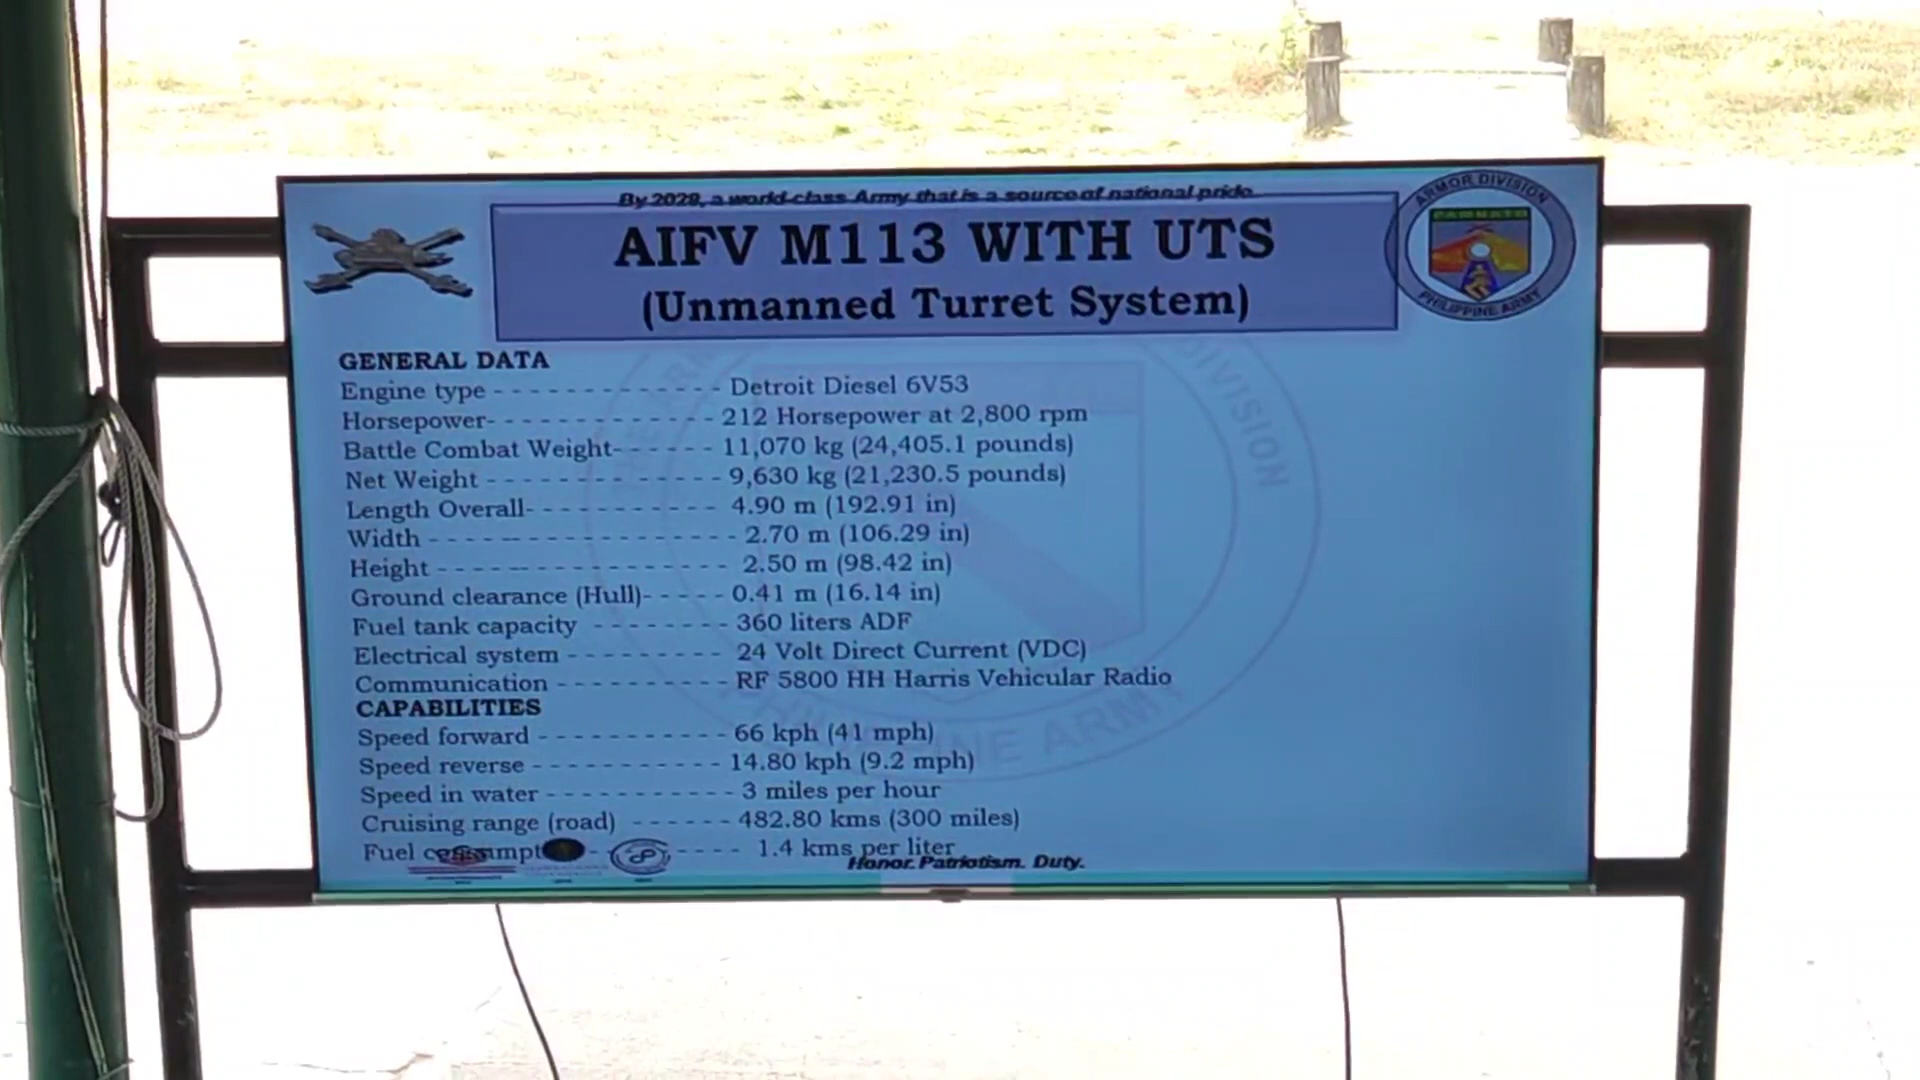 By 2028, a world-class Army that is a source of national pride
AIFV M113 WITH UTS
(Unmanned Turret System)
ARMOR DIVISION
PAMBATO
PHILIPPINE ARMY
GENERAL DATA
Engine type - - - - - - - - - - - - - Detroit Diesel 6V53
Horsepower- - - - - - - - - - - - 212 Horsepower at 2,800 rpm
Battle Combat Weight- - - - - - 11,070 kg (24,405.1 pounds)
Net Weight - - - - - - - - - - - - - 9,630 kg (21,230.5 pounds)
Length Overall- - - - - - - - - - - 4.90 m (192.91 in)
Width - - - - - - - - - - - - - - - - - - 2.70 m (106.29 in)
Height - - - - - - - - - - - - - - - - - 2.50 m (98.42 in)
Ground clearance (Hull)- - - - - 0.41 m (16.14 in)
Fuel tank capacity - - - - - - - - 360 liters ADF
Electrical system - - - - - - - - - 24 Volt Direct Current (VDC)
Communication - - - - - - - - - - RF 5800 HH Harris Vehicular Radio
CAPABILITIES
Speed forward - - - - - - - - - - - 66 kph (41 mph)
Speed reverse - - - - - - - - - - - 14.80 kph (9.2 mph)
Speed in water - - - - - - - - - - - 3 miles per hour
Cruising range (road) - - - - - - 482.80 kms (300 miles)
Fuel - - - - - 1.4 kms per liter
Honor. Patriotism. Duty.
DIVISION
PHILIPPINE ARMY